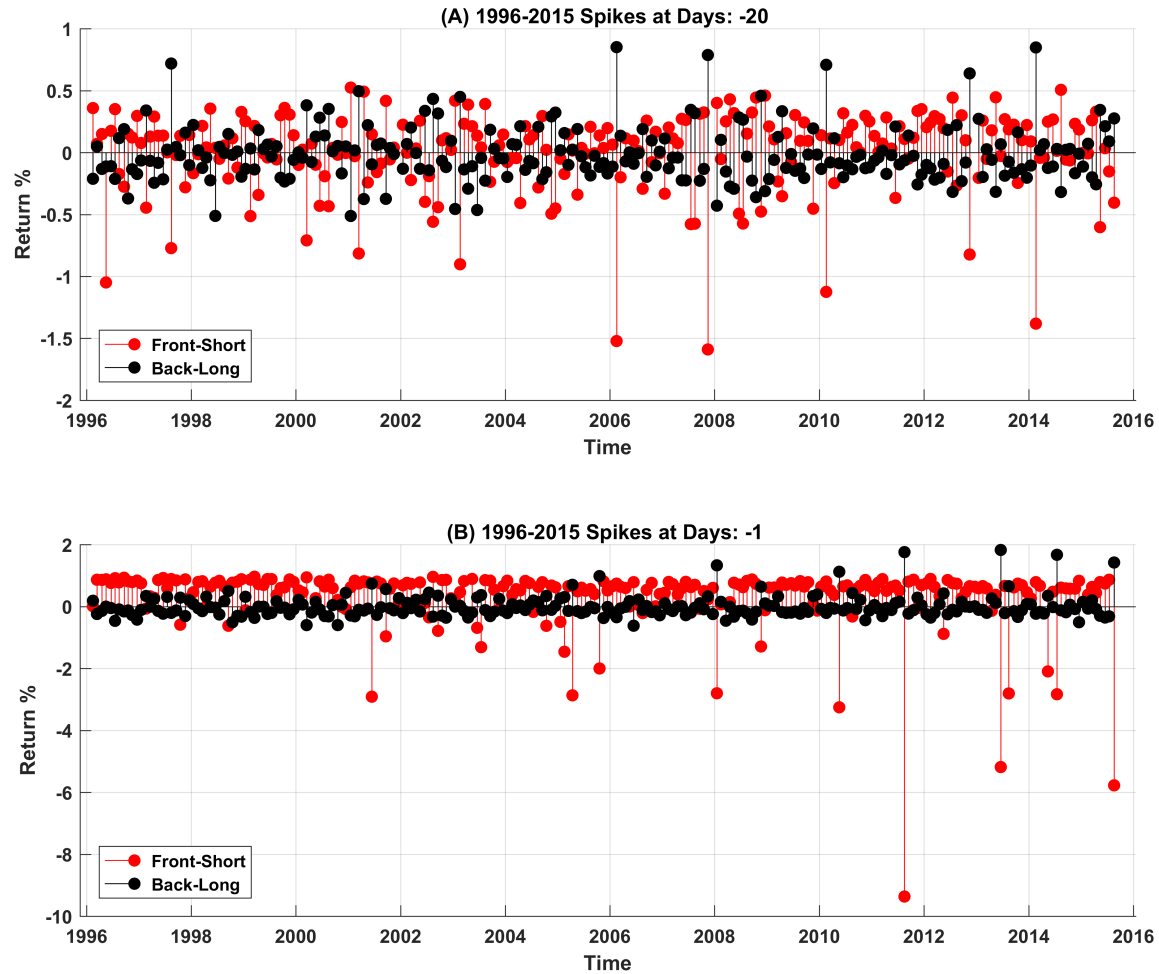 (A) 1996-2015 Spikes at Days: -20
1
0.5
0
-0.5
-1
-1.5
-2
Return %
Front-Short
Back-Long
1996 1998 2000 2002 2004 2006 2008 2010 2012 2014 2016
Time
(B) 1996-2015 Spikes at Days: -1
2
0
-2
-4
-6
-8
-10
Return %
Front-Short
Back-Long
1996 1998 2000 2002 2004 2006 2008 2010 2012 2014 2016
Time